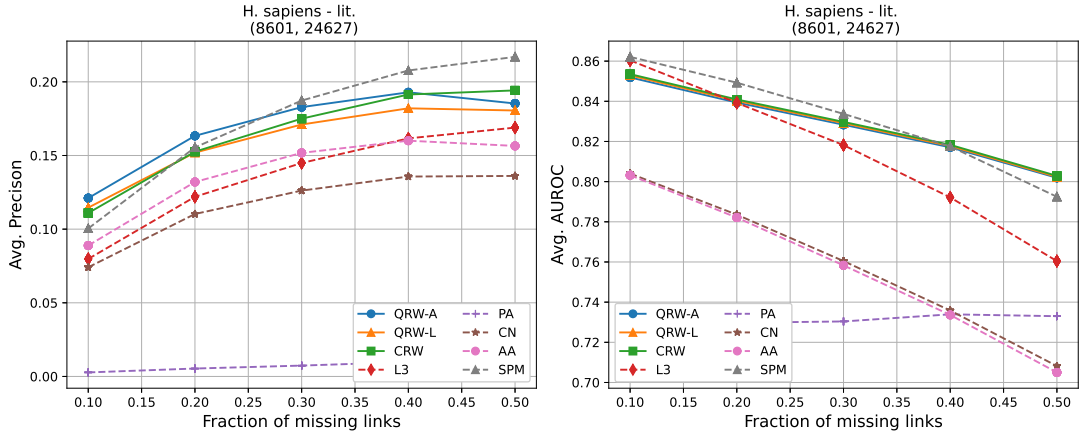 H. sapiens - lit.
(8601, 24627)
Avg. Precison
0.20
0.15
0.10
0.05
0.00
QRW-A
QRW-L
CRW
L3
PA
CN
AA
SPM
0.10 0.15 0.20 0.25 0.30 0.35 0.40 0.45 0.50
Fraction of missing links
H. sapiens - lit.
(8601, 24627)
Avg. AUROC
0.86
0.84
0.82
0.80
0.78
0.76
0.74
0.72
0.70
QRW-A
QRW-L
CRW
L3
PA
CN
AA
SPM
0.10 0.15 0.20 0.25 0.30 0.35 0.40 0.45 0.50
Fraction of missing links